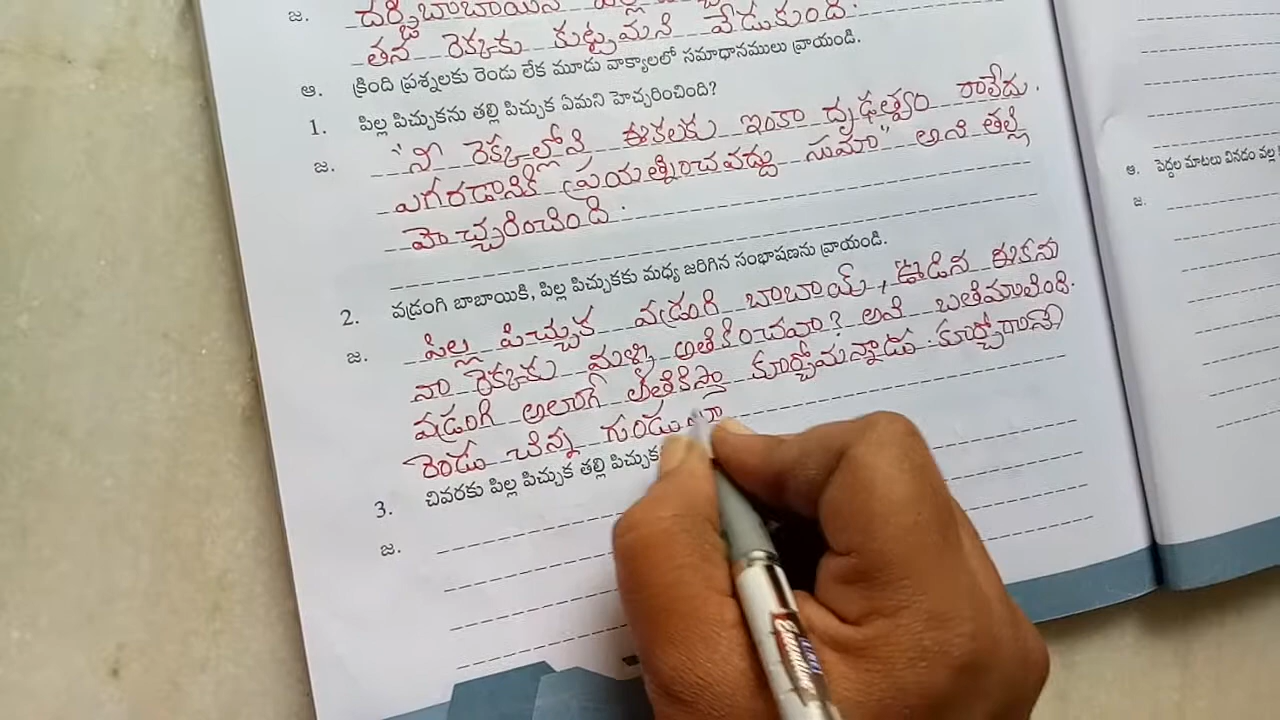 జ. దర్జీబాబాయిని
తన రెక్కకు కుట్టమని వేడుకుంది.
ఆ. క్రింది ప్రశ్నలకు రెండు లేక మూడు వాక్యాలలో సమాధానములు వ్రాయండి.
1. పిల్ల పిచ్చుకను తల్లి పిచ్చుక ఏమని హెచ్చరించింది?
జ. "నీ రెక్కల్లోని ఈకలకు ఇంకా దృఢత్వం రాలేదు.
ఎగరడానికి ప్రయత్నించవద్దు సుమా" అని తల్లి
హెచ్చరించింది.
2. వడ్రంగి బాబాయికి, పిల్ల పిచ్చుకకు మధ్య జరిగిన సంభాషణను వ్రాయండి.
జ. పిల్ల పిచ్చుక వడ్రంగి బాబాయ్, ఊడిన ఈకను
నా రెక్కకు మళ్ళీ అతికించవా? అని బతిమాలింది.
వడ్రంగి అలాగే అతికిస్తా కూర్చోమన్నాడు. కూర్చోగానే
రెండు చిన్న
3. చివరకు పిల్ల పిచ్చుక తల్లి పిచ్చుక
జ.
ఆ. పెద్దల మాటలు వినడం వల్ల
జ.